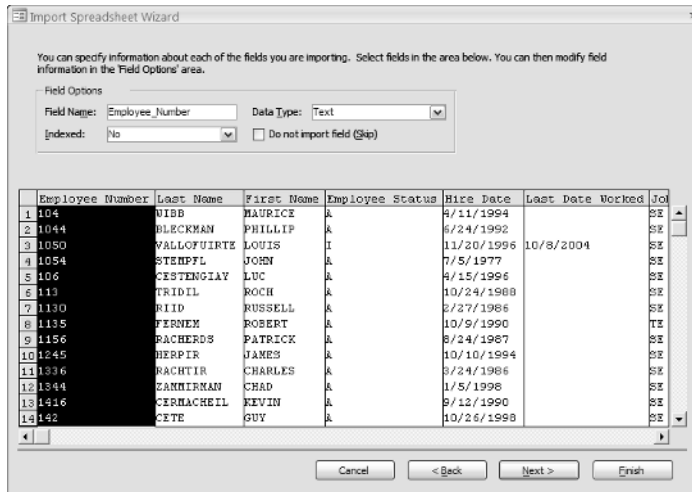 Import Spreadsheet Wizard
You can specify information about each of the fields you are importing. Select fields in the area below. You can then modify field
information in the 'Field Options' area.
Field Options
Field Name: Employee_Number Data Type: Text
Indexed: No Do not import field (Skip)
Employee Number Last Name First Name Employee Status Hire Date Last Date Worked Jo
1 104 WIBB MAURICE A 4/11/1994 SE
2 1044 BLECKMAN PHILLIP A 6/24/1992 SE
3 1050 VALLOFUIRTE LOUIS I 11/20/1996 10/8/2004 SE
4 1054 STEMPFL JOHN A 7/5/1977 SE
5 106 CESTENGIAY LUC A 4/15/1996 SE
6 113 TRIDIL ROCH A 10/24/1988 SE
7 1130 RIID RUSSELL A 2/27/1986 SE
8 1135 FERNEM ROBERT A 10/9/1990 TE
9 1156 RACHERDS PATRICK A 8/24/1987 SE
10 1245 HERPIR JAMES A 10/10/1994 SE
11 1336 RACHTIR CHARLES A 3/24/1986 SE
12 1344 ZAMMIRMAN CHAD A 1/5/1998 SE
13 1416 CERMACHEIL KEVIN A 9/12/1990 SE
14 142 CETE GUY A 10/26/1998 SE
Cancel < Back Next > Finish